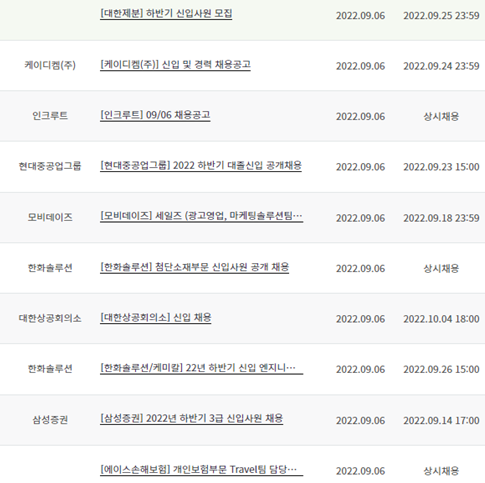 [대한제분] 하반기 신입사원 모집 2022.09.06 2022.09.25 23:59
케이디켐(주) [케이디켐(주)] 신입 및 경력 채용공고 2022.09.06 2022.09.24 23:59
인크루트 [인크루트] 09/06 채용공고 2022.09.06 상시채용
현대중공업그룹 [현대중공업그룹] 2022 하반기 대졸신입 공개채용 2022.09.06 2022.09.23 15:00
모비데이즈 [모비데이즈] 세일즈 (광고영업, 마케팅솔루션팀… 2022.09.06 2022.09.18 23:59
한화솔루션 [한화솔루션] 첨단소재부문 신입사원 공개 채용 2022.09.06 상시채용
대한상공회의소 [대한상공회의소] 신입 채용 2022.09.06 2022.10.04 18:00
한화솔루션 [한화솔루션/케미칼] 22년 하반기 신입 엔지니… 2022.09.06 2022.09.26 15:00
삼성증권 [삼성증권] 2022년 하반기 3급 신입사원 채용 2022.09.06 2022.09.14 17:00
[에이스손해보험] 개인보험부문 Travel팀 담당… 2022.09.06 상시채용